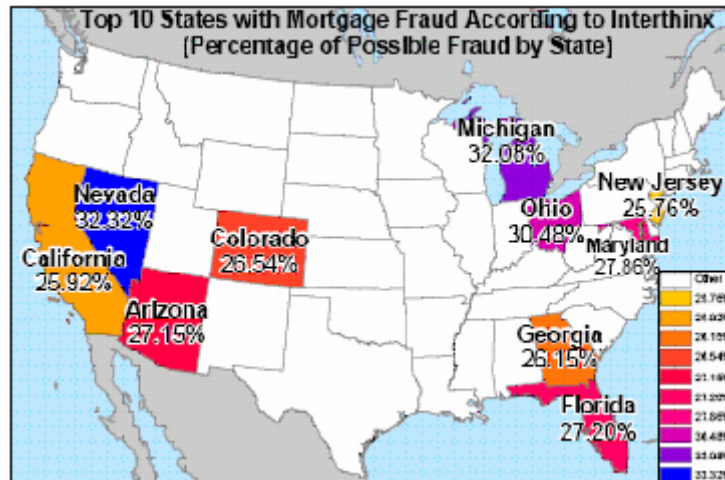 Top 10 States with Mortgage Fraud According to Interthinx
(Percentage of Possible Fraud by State)
Michigan
32.08%
Nevada
32.32%
Ohio
30.48%
New Jersey
25.76%
Colorado
26.54%
Maryland
27.86%
California
25.92%
Arizona
27.15%
Georgia
26.15%
Florida
27.20%
Other